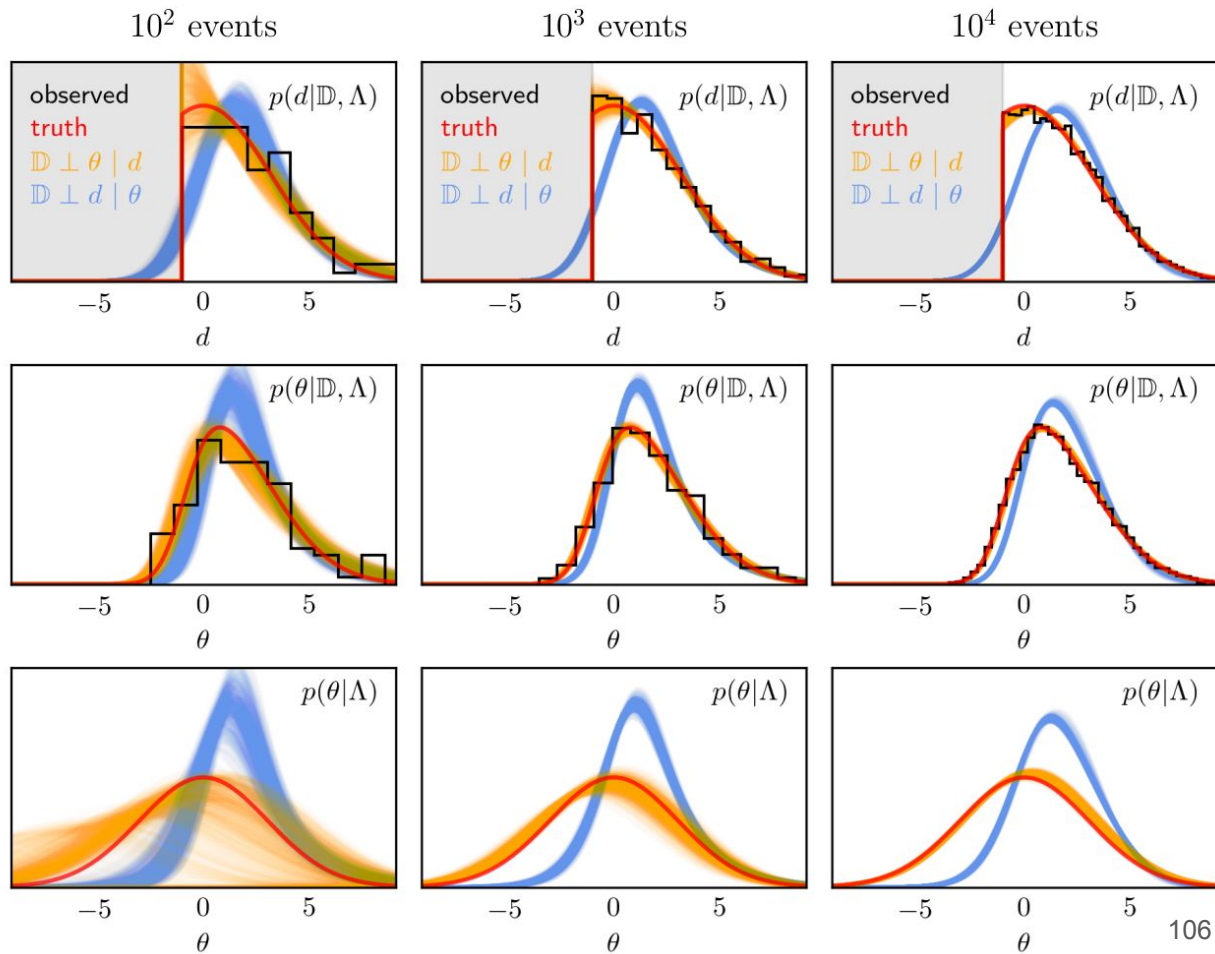 10² events
10³ events
10⁴ events
observed
truth
𝔻 ⊥ θ | d
𝔻 ⊥ d | θ
p(d|𝔻, Λ)
−5 0 5
d
observed
truth
𝔻 ⊥ θ | d
𝔻 ⊥ d | θ
p(d|𝔻, Λ)
−5 0 5
d
observed
truth
𝔻 ⊥ θ | d
𝔻 ⊥ d | θ
p(d|𝔻, Λ)
−5 0 5
d
p(θ|𝔻, Λ)
−5 0 5
θ
p(θ|𝔻, Λ)
−5 0 5
θ
p(θ|𝔻, Λ)
−5 0 5
θ
p(θ|Λ)
−5 0 5
θ
p(θ|Λ)
−5 0 5
θ
p(θ|Λ)
−5 0 5
θ
106